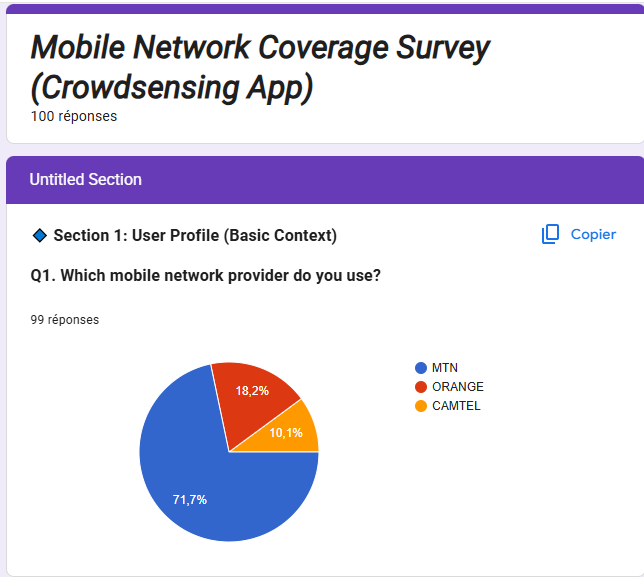 Mobile Network Coverage Survey
(Crowdsensing App)
100 réponses
Untitled Section
Section 1: User Profile (Basic Context)
Copier
Q1. Which mobile network provider do you use?
99 réponses
MTN
ORANGE
CAMTEL
18,2%
10,1%
71,7%